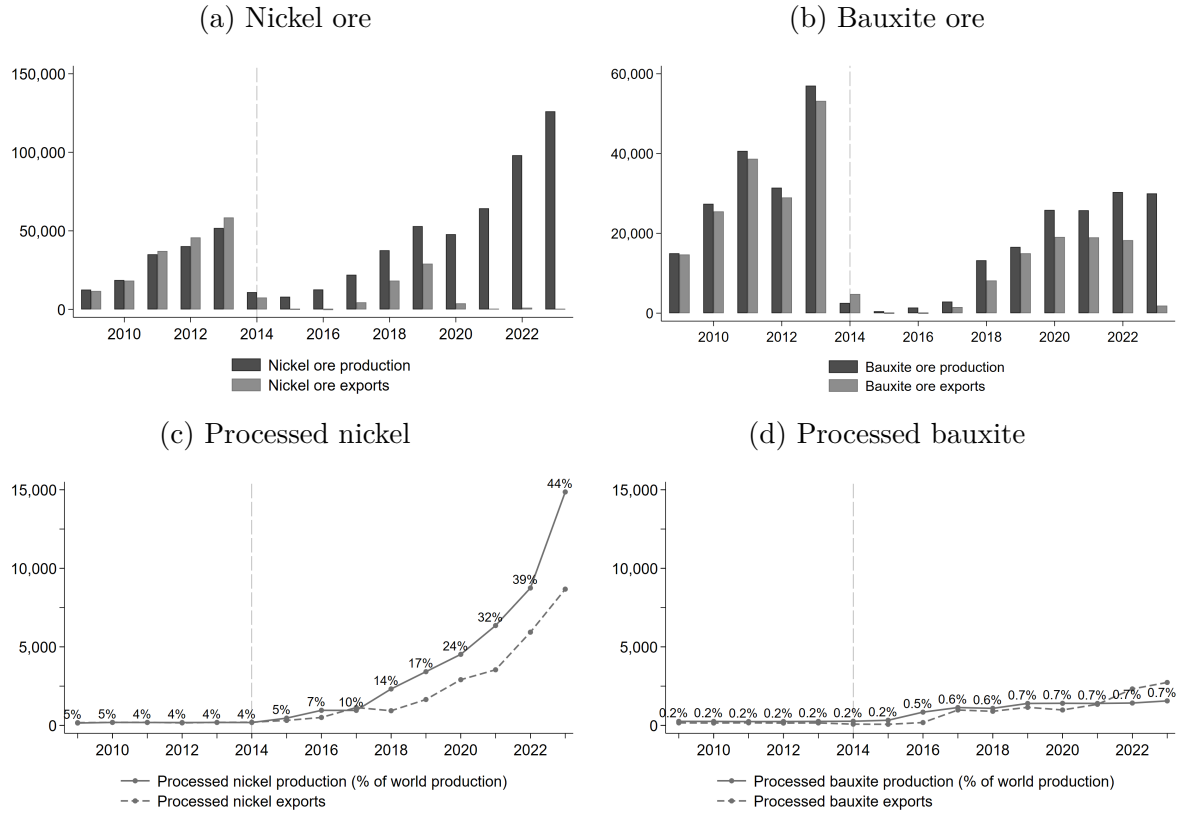 (a) Nickel ore
150,000
100,000
50,000
0
2010 2012 2014 2016 2018 2020 2022
Nickel ore production
Nickel ore exports
(b) Bauxite ore
60,000
40,000
20,000
0
2010 2012 2014 2016 2018 2020 2022
Bauxite ore production
Bauxite ore exports
(c) Processed nickel
15,000
10,000
5,000
0
5% 5% 4% 4% 4% 4% 5% 7% 10% 14% 17% 24% 32% 39% 44%
2010 2012 2014 2016 2018 2020 2022
Processed nickel production (% of world production)
Processed nickel exports
(d) Processed bauxite
15,000
10,000
5,000
0
0.2% 0.2% 0.2% 0.2% 0.2% 0.2% 0.2% 0.5% 0.6% 0.6% 0.7% 0.7% 0.7% 0.7% 0.7%
2010 2012 2014 2016 2018 2020 2022
Processed bauxite production (% of world production)
Processed bauxite exports